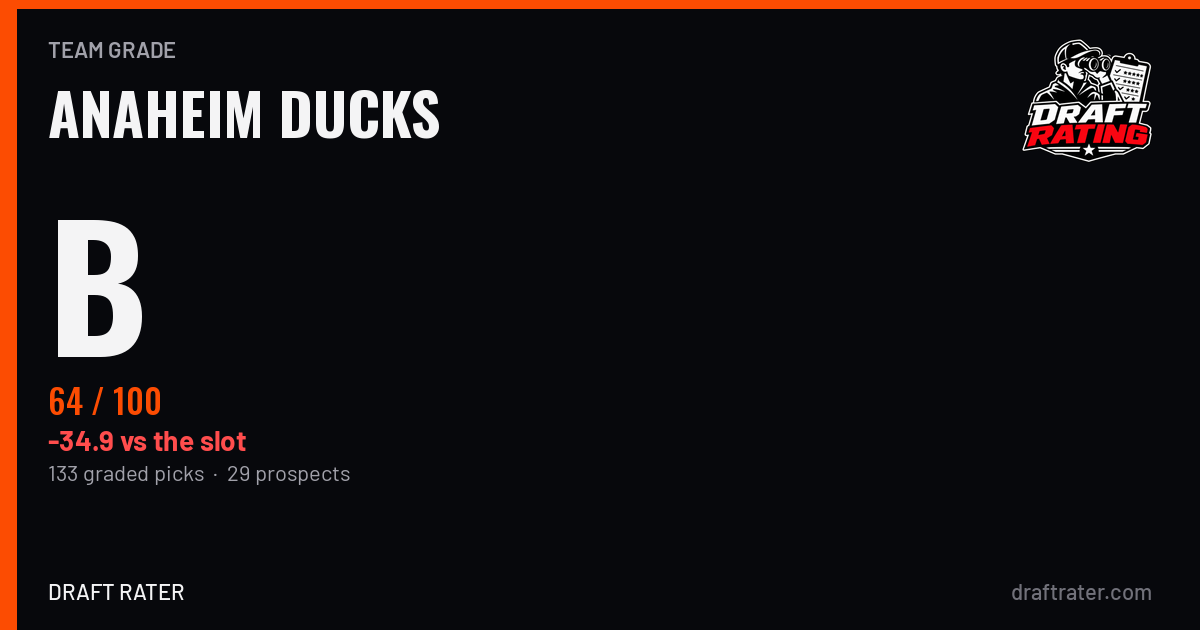 TEAM GRADE
ANAHEIM DUCKS
DRAFT
RATING
B
64 / 100
-34.9 vs the slot
133 graded picks · 29 prospects
DRAFT RATER
draftrater.com